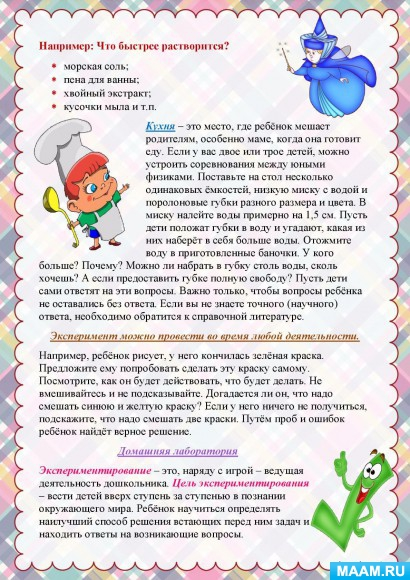 Например: Что быстрее растворится?
• морская соль;
• пена для ванны;
• хвойный экстракт;
• кусочки мыла и т.п.
Кухня – это место, где ребёнок мешает
родителям, особенно маме, когда она готовит
еду. Если у вас двое или трое детей, можно
устроить соревнования между юными
физиками. Поставьте на стол несколько
одинаковых ёмкостей, низкую миску с водой и
поролоновые губки разного размера и цвета. В
миску налейте воды примерно на 1,5 см. Пусть
дети положат губки в воду и угадают, какая из
них наберёт в себя больше воды. Отожмите
воду в приготовленные баночки. У кого
больше? Почему? Можно ли набрать в губку столь воды, сколь
хочешь? А если предоставить губке полную свободу? Пусть дети
сами ответят на эти вопросы. Важно только, чтобы вопросы ребёнка
не оставались без ответа. Если вы не знаете точного (научного)
ответа, необходимо обратится к справочной литературе.
Эксперимент можно провести во время любой деятельности.
Например, ребёнок рисует, у него кончилась зелёная краска.
Предложите ему попробовать сделать эту краску самому.
Посмотрите, как он будет действовать, что будет делать. Не
вмешивайтесь и не подсказывайте. Догадается ли он, что надо
смешать синюю и желтую краску? Если у него ничего не получиться,
подскажите, что надо смешать две краски. Путём проб и ошибок
ребёнок найдёт верное решение.
Домашняя лаборатория
Экспериментирование – это, наряду с игрой – ведущая
деятельность дошкольника. Цель экспериментирования
– вести детей вверх ступень за ступенью в познании
окружающего мира. Ребёнок научиться определять
наилучший способ решения встающих перед ним задач и
находить ответы на возникающие вопросы.
MAAM.RU